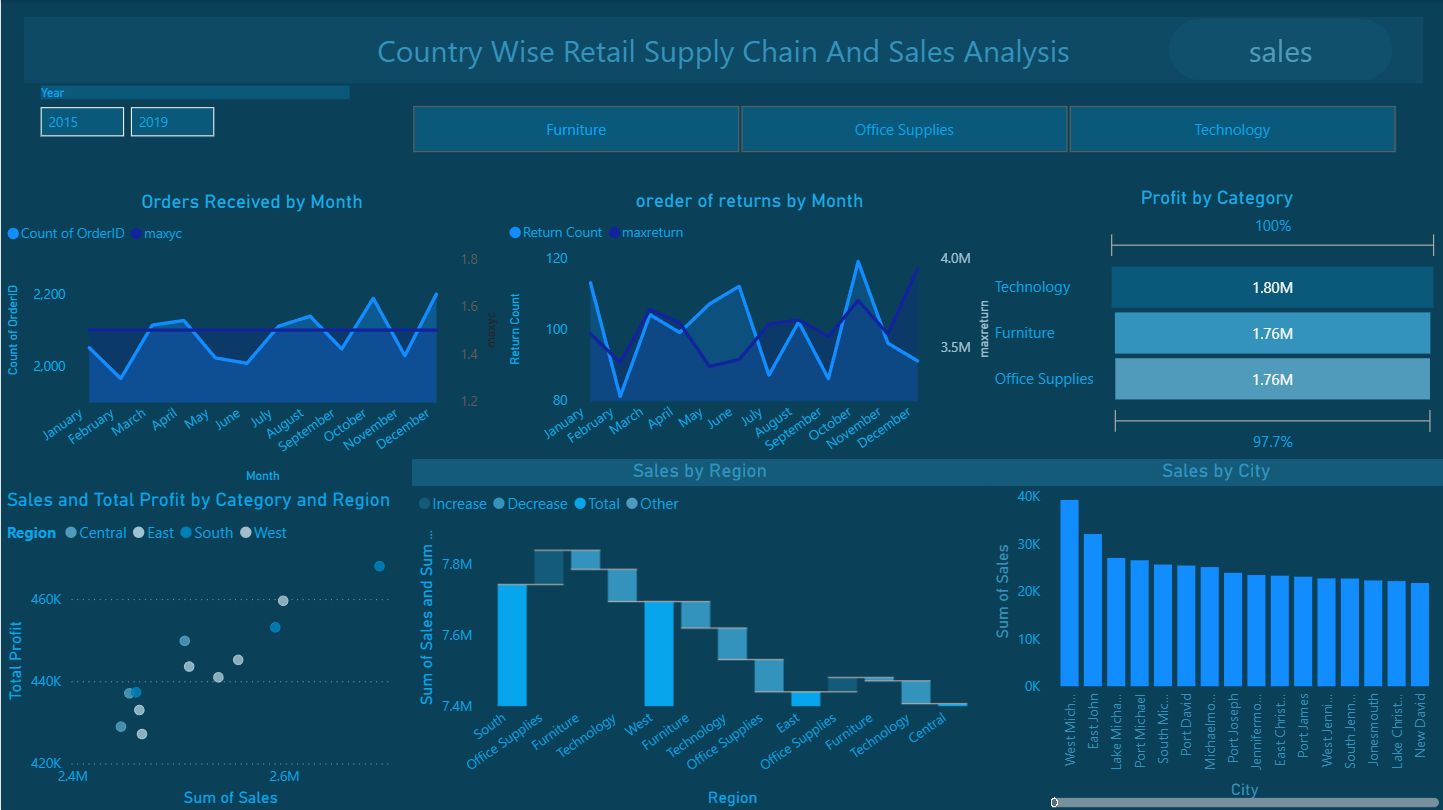 Country Wise Retail Supply Chain And Sales Analysis
sales
Year
2015
2019
Furniture
Office Supplies
Technology
Orders Received by Month
Count of OrderID
maxyc
Count of OrderID
2,200
2,000
1.8
1.6
1.4
1.2
maxyc
January
February
March
April
May
June
July
August
September
October
November
December
Month
oreder of returns by Month
Return Count
maxreturn
Return Count
120
100
80
4.0M
3.5M
maxreturn
January
February
March
April
May
June
July
August
September
October
November
December
Profit by Category
100%
Technology
1.80M
Furniture
1.76M
Office Supplies
1.76M
97.7%
Sales and Total Profit by Category and Region
Region
Central
East
South
West
Total Profit
460K
440K
420K
2.4M
2.6M
Sum of Sales
Sales by Region
Increase
Decrease
Total
Other
Sum of Sales and Sum ...
7.8M
7.6M
7.4M
South
Office Supplies
Furniture
Technology
West
Furniture
Technology
Office Supplies
East
Office Supplies
Furniture
Technology
Central
Region
Sales by City
Sum of Sales
40K
30K
20K
10K
0K
West Mich...
East John
Lake Micha...
Port Michael
South Mic...
Port David
Michaelmo...
Port Joseph
Jennifermo...
East Christ...
Port James
West Jenni...
South Jenn...
Jonesmouth
Lake Christ...
New David
City